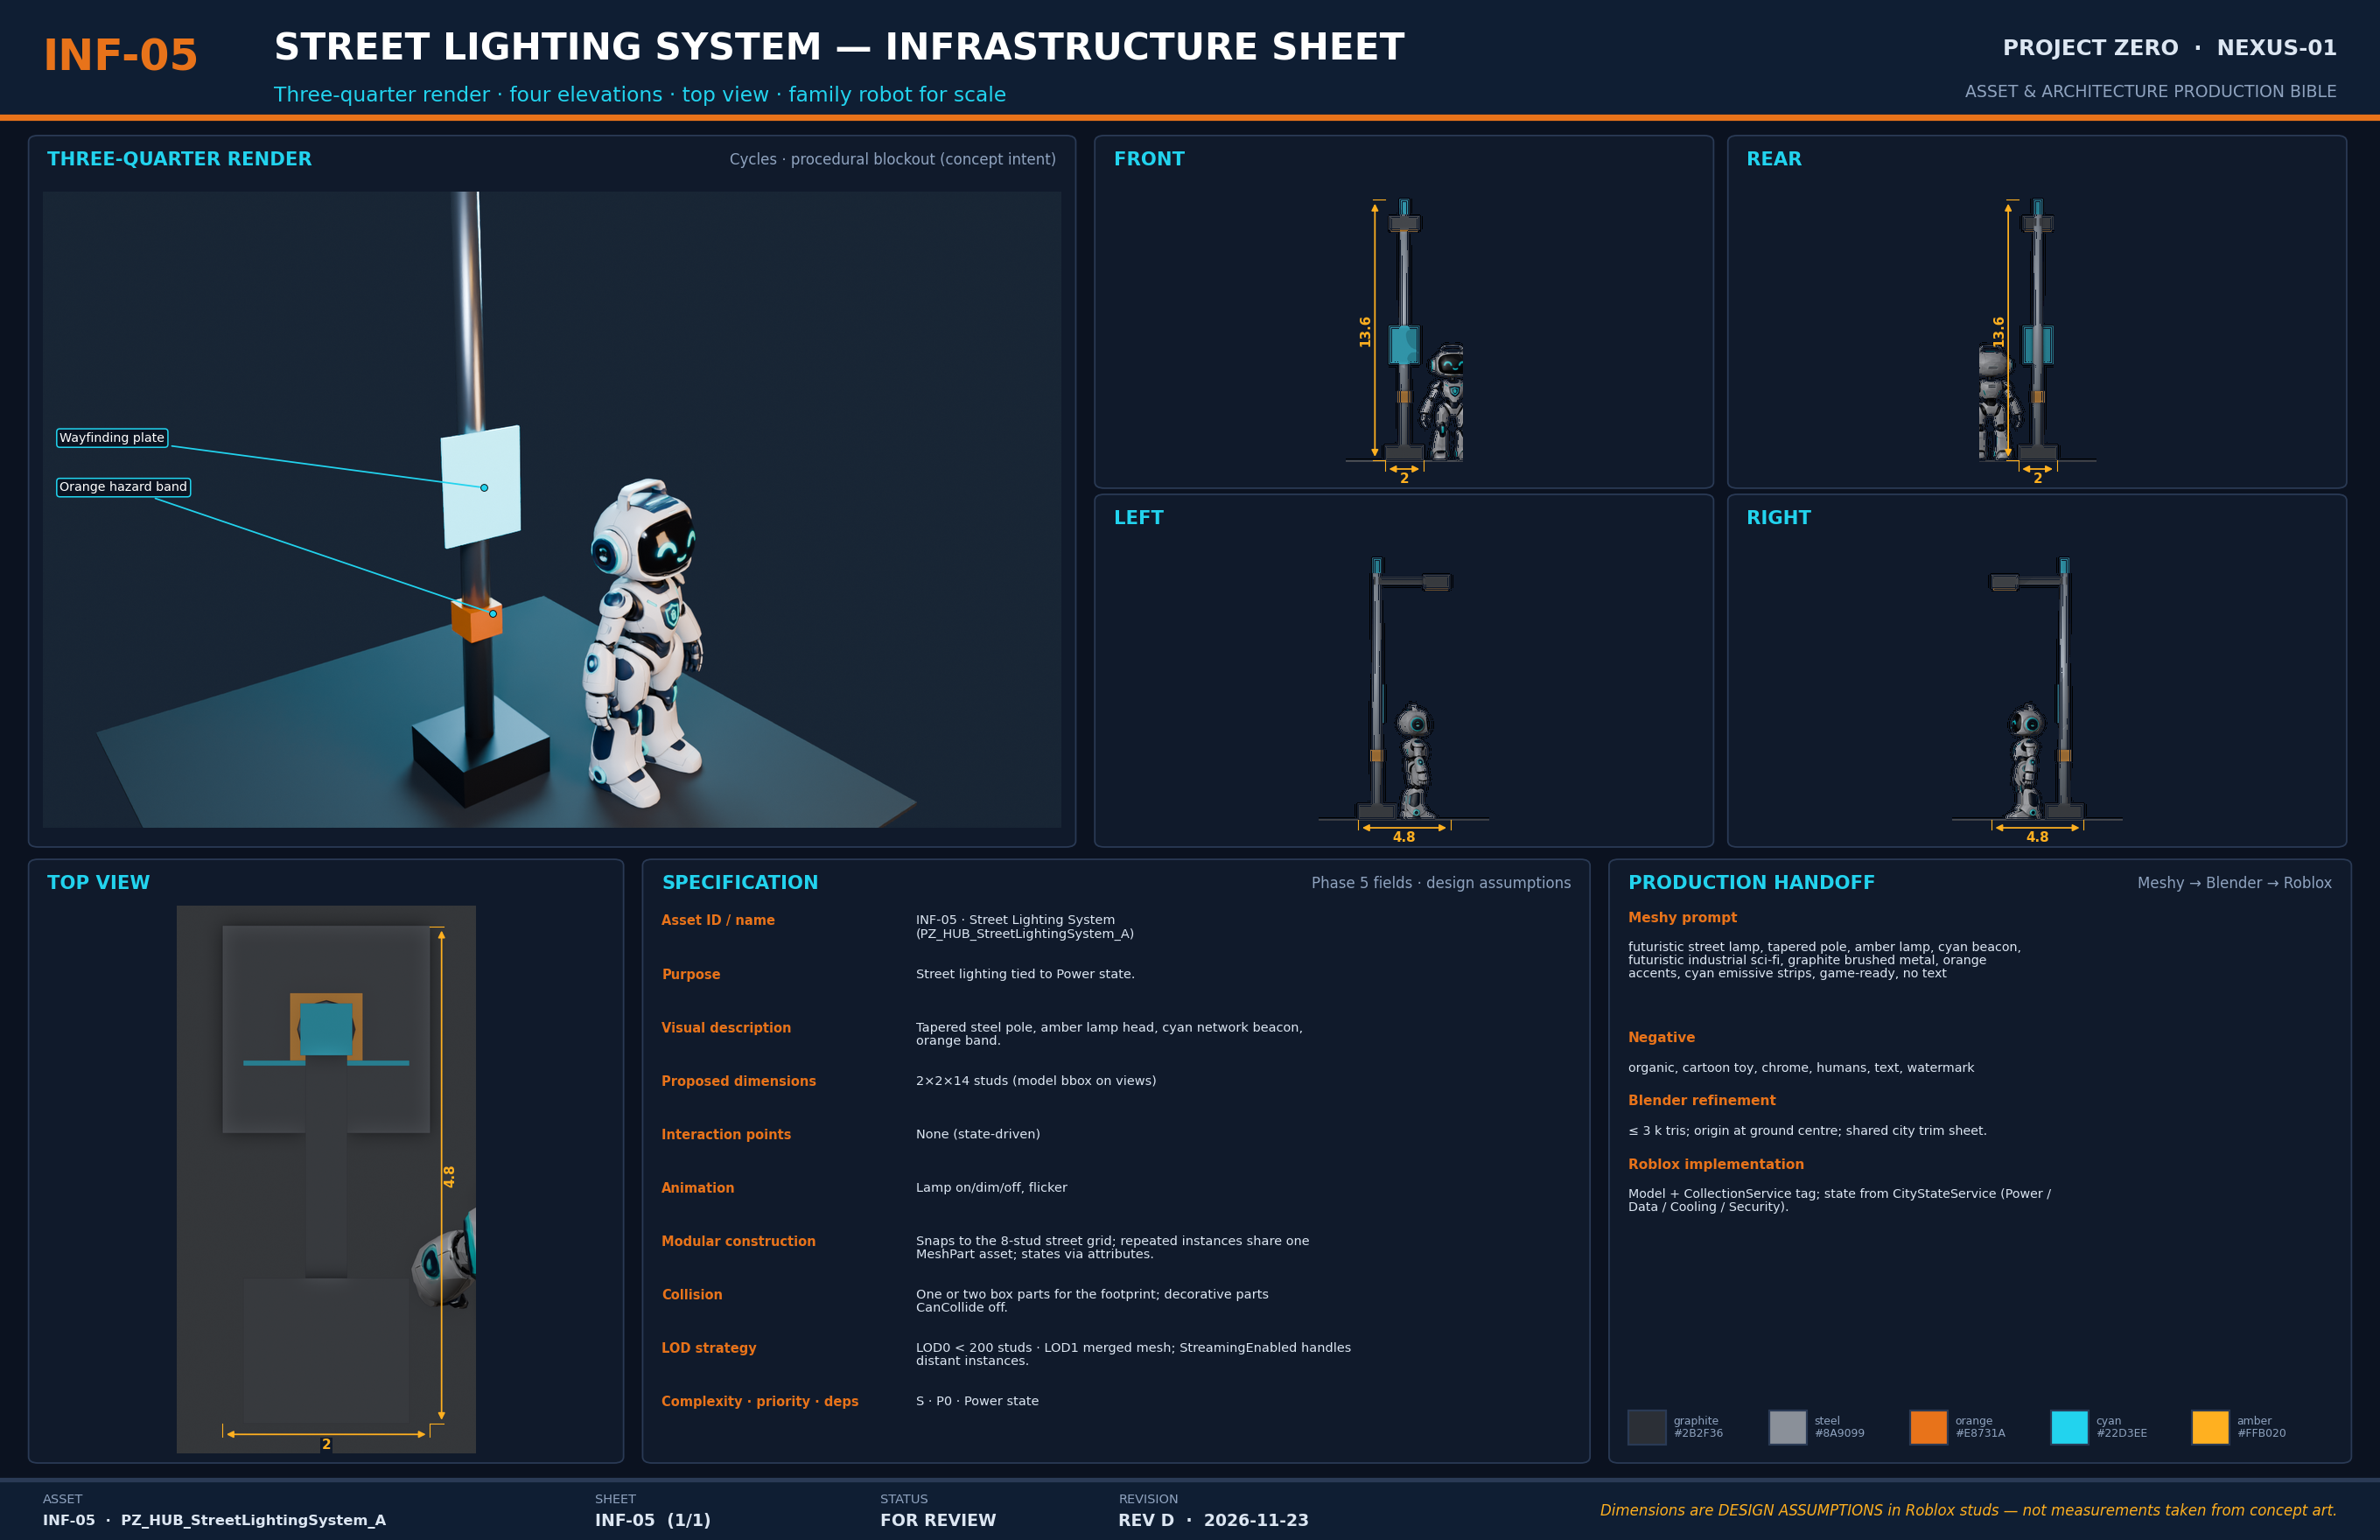 INF-05
STREET LIGHTING SYSTEM — INFRASTRUCTURE SHEET
Three-quarter render · four elevations · top view · family robot for scale
PROJECT ZERO · NEXUS-01
ASSET & ARCHITECTURE PRODUCTION BIBLE
THREE-QUARTER RENDER
Cycles · procedural blockout (concept intent)
Wayfinding plate
Orange hazard band
FRONT
13.6
2
REAR
13.6
2
LEFT
4.8
RIGHT
4.8
TOP VIEW
4.8
2
SPECIFICATION
Phase 5 fields · design assumptions
Asset ID / name
INF-05 · Street Lighting System
(PZ_HUB_StreetLightingSystem_A)
Purpose
Street lighting tied to Power state.
Visual description
Tapered steel pole, amber lamp head, cyan network beacon,
orange band.
Proposed dimensions
2×2×14 studs (model bbox on views)
Interaction points
None (state-driven)
Animation
Lamp on/dim/off, flicker
Modular construction
Snaps to the 8-stud street grid; repeated instances share one
MeshPart asset; states via attributes.
Collision
One or two box parts for the footprint; decorative parts
CanCollide off.
LOD strategy
LOD0 < 200 studs · LOD1 merged mesh; StreamingEnabled handles
distant instances.
Complexity · priority · deps
S · P0 · Power state
PRODUCTION HANDOFF
Meshy → Blender → Roblox
Meshy prompt
futuristic street lamp, tapered pole, amber lamp, cyan beacon,
futuristic industrial sci-fi, graphite brushed metal, orange
accents, cyan emissive strips, game-ready, no text
Negative
organic, cartoon toy, chrome, humans, text, watermark
Blender refinement
≤ 3 k tris; origin at ground centre; shared city trim sheet.
Roblox implementation
Model + CollectionService tag; state from CityStateService (Power /
Data / Cooling / Security).
graphite
#2B2F36
steel
#8A9099
orange
#E8731A
cyan
#22D3EE
amber
#FFB020
ASSET
INF-05 · PZ_HUB_StreetLightingSystem_A
SHEET
INF-05 (1/1)
STATUS
FOR REVIEW
REVISION
REV D · 2026-11-23
Dimensions are DESIGN ASSUMPTIONS in Roblox studs — not measurements taken from concept art.